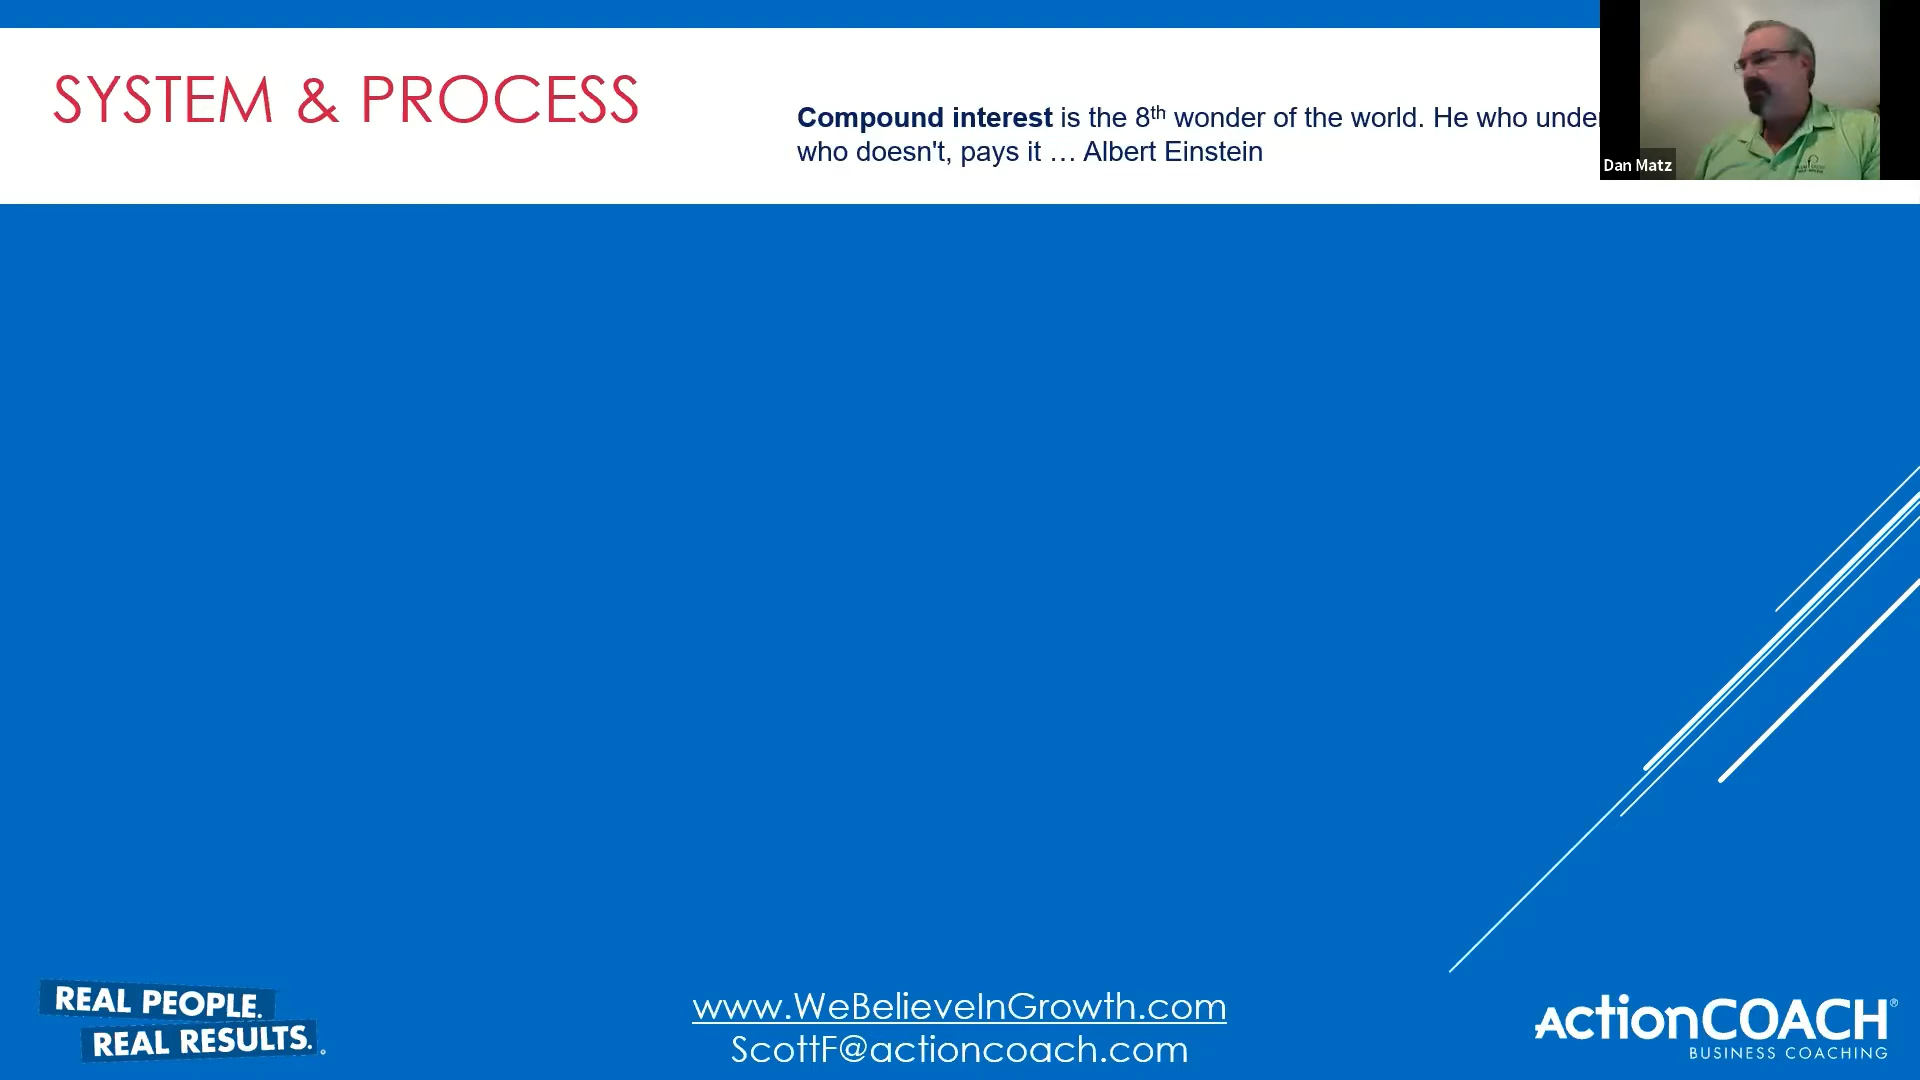 SYSTEM & PROCESS
Compound interest is the 8th wonder of the world. He who
who doesn't, pays it … Albert Einstein
Dan Matz
REAL PEOPLE.
REAL RESULTS.
www.WeBelieveInGrowth.com
ScottF@actioncoach.com
actionCOACH®
BUSINESS COACHING